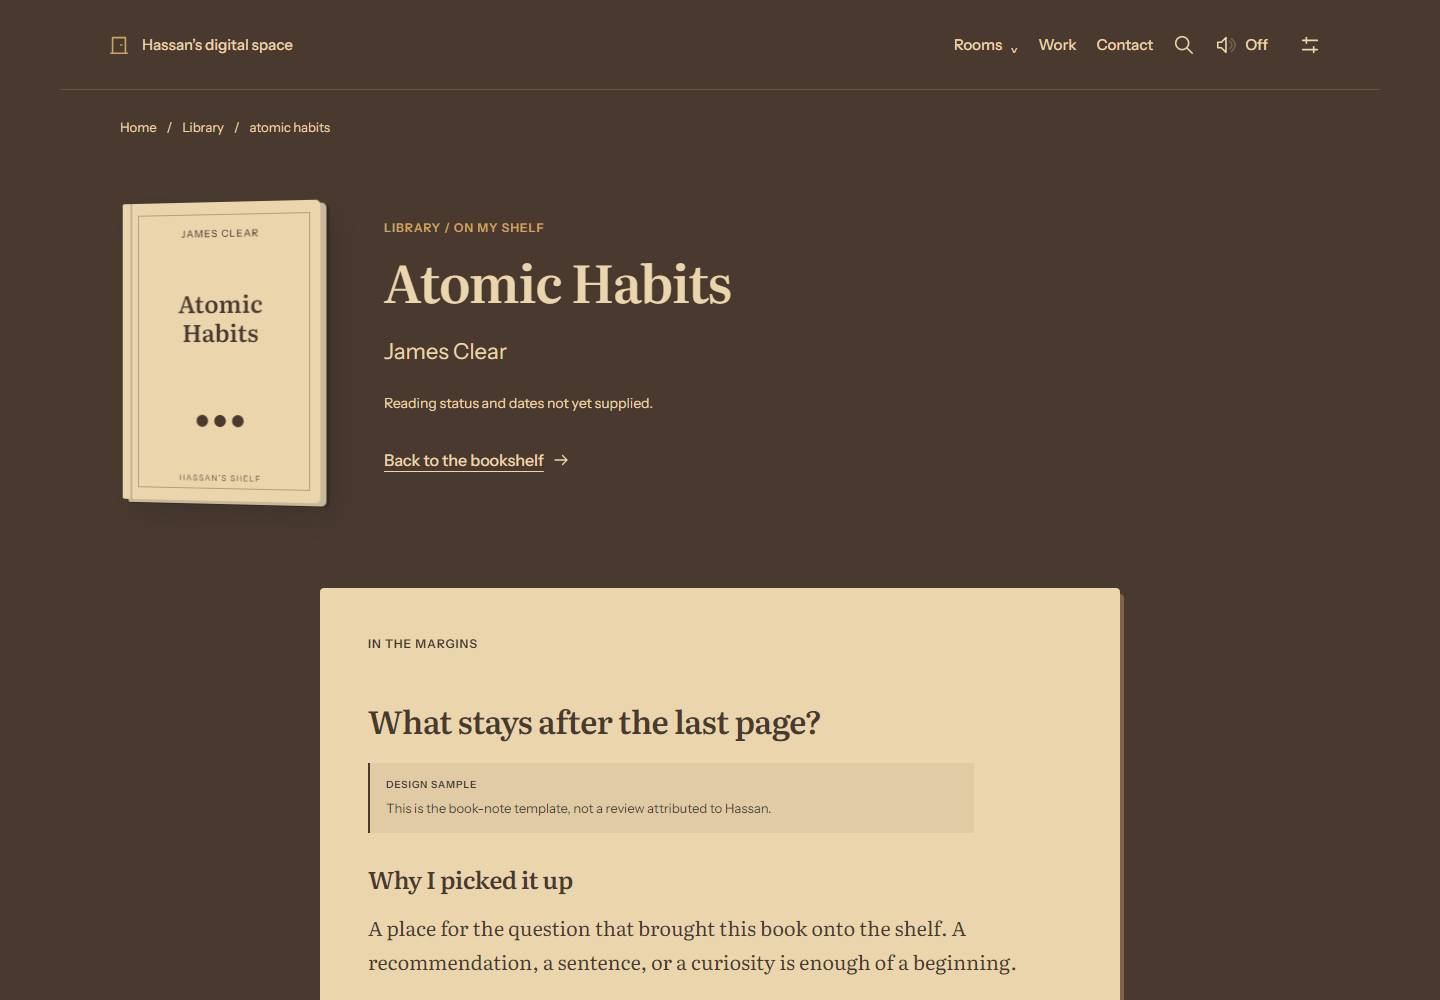 Hassan's digital space
Rooms
Work
Contact
Off
Home / Library / atomic habits
JAMES CLEAR
Atomic
Habits
HASSAN'S SHELF
LIBRARY / ON MY SHELF
Atomic Habits
James Clear
Reading status and dates not yet supplied.
Back to the bookshelf →
IN THE MARGINS
What stays after the last page?
DESIGN SAMPLE
This is the book-note template, not a review attributed to Hassan.
Why I picked it up
A place for the question that brought this book onto the shelf. A
recommendation, a sentence, or a curiosity is enough of a beginning.